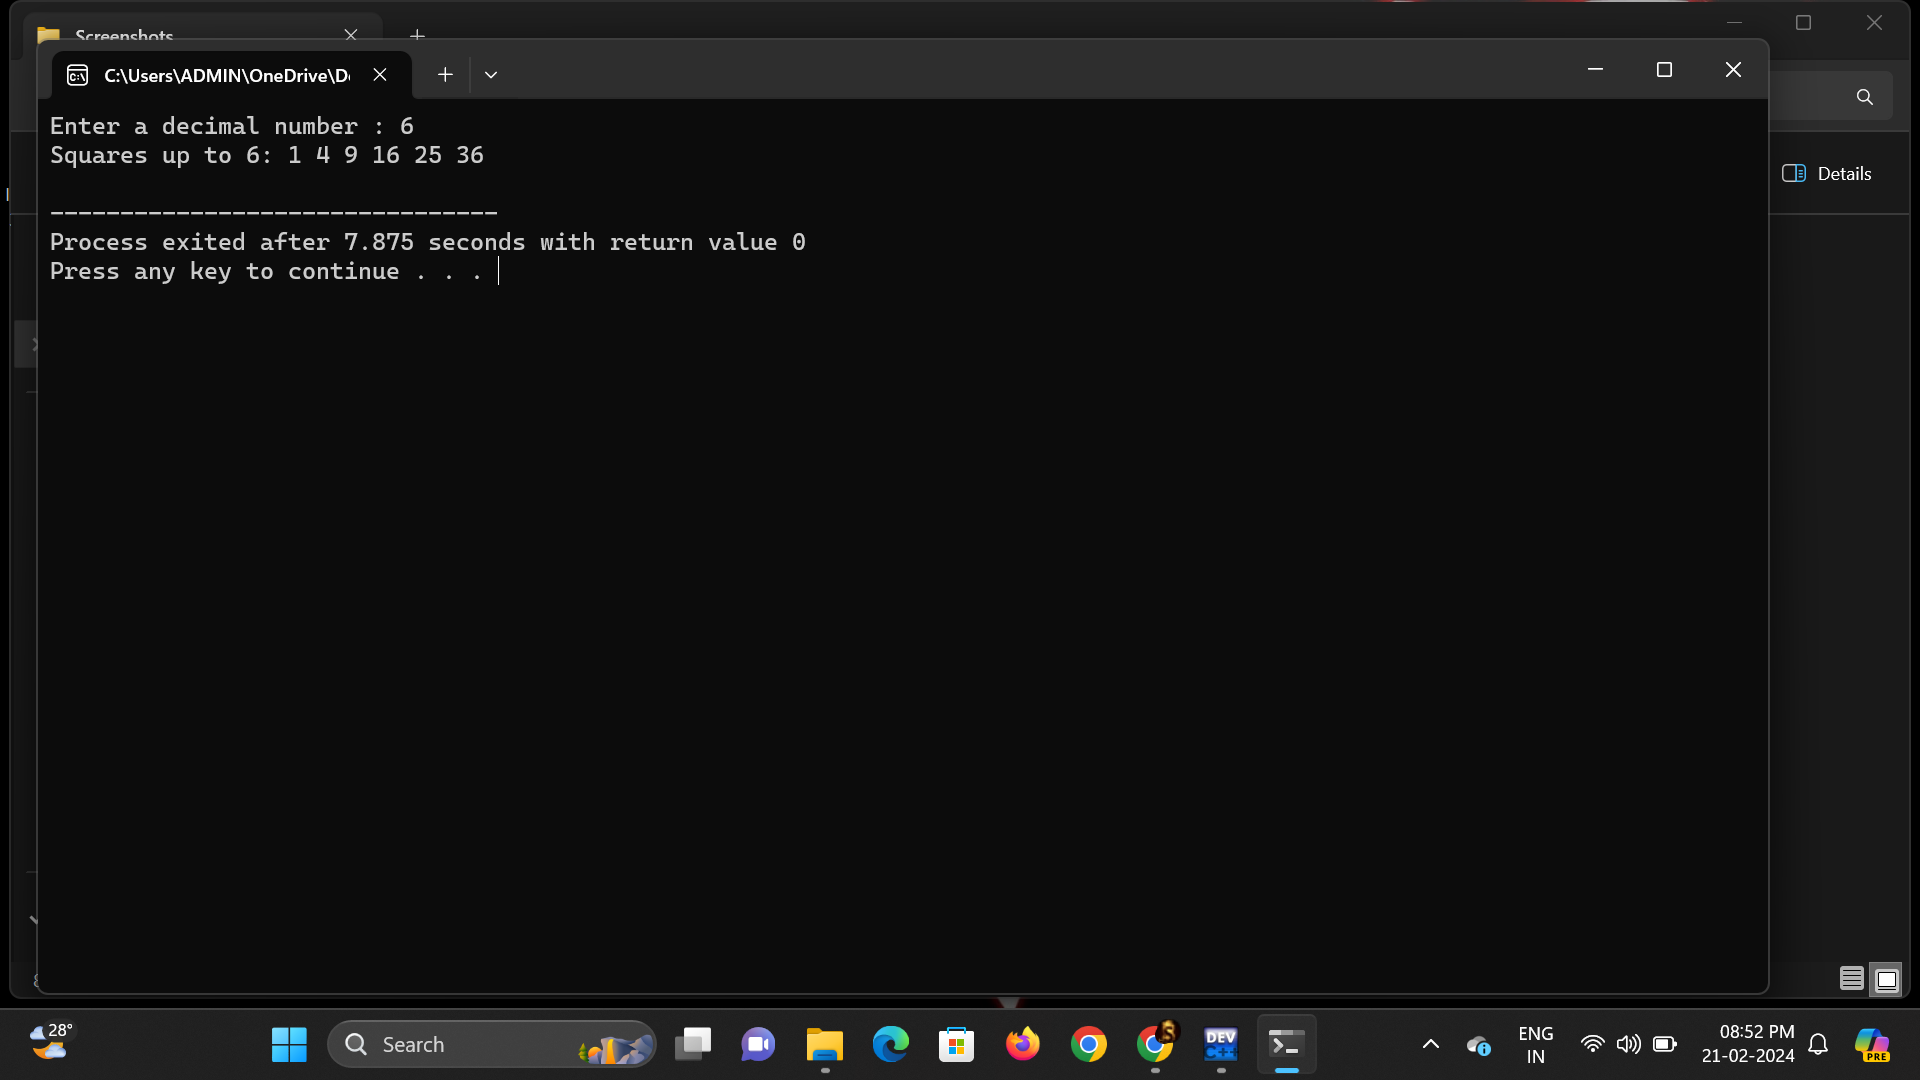 Screenshots
C:\Users\ADMIN\OneDrive\D
Enter a decimal number : 6
Squares up to 6: 1 4 9 16 25 36
--------------------------------
Process exited after 7.875 seconds with return value 0
Press any key to continue . . .
Details
28°
Search
DEV
C++
ENG
IN
08:52 PM
21-02-2024
PRE